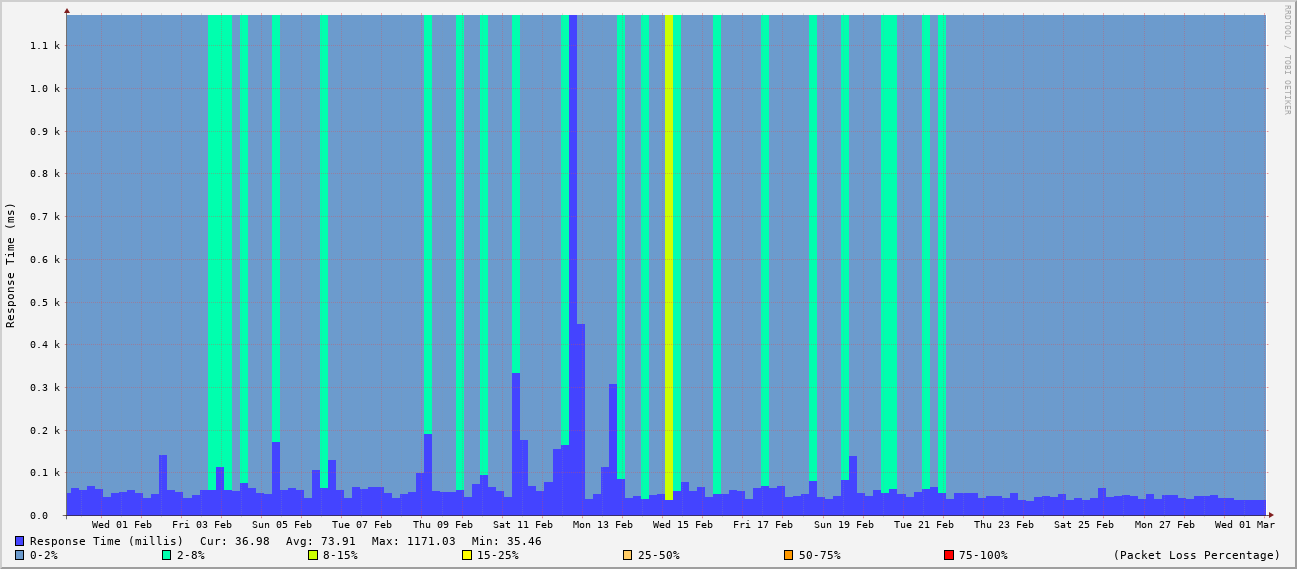 RRDTOOL / TOBI OETIKER
Response Time (ms)
1.1 k
1.0 k
0.9 k
0.8 k
0.7 k
0.6 k
0.5 k
0.4 k
0.3 k
0.2 k
0.1 k
0.0
Wed 01 Feb Fri 03 Feb Sun 05 Feb Tue 07 Feb Thu 09 Feb Sat 11 Feb Mon 13 Feb Wed 15 Feb Fri 17 Feb Sun 19 Feb Tue 21 Feb Thu 23 Feb Sat 25 Feb Mon 27 Feb Wed 01 Mar
Response Time (millis) Cur: 36.98 Avg: 73.91 Max: 1171.03 Min: 35.46
0-2% 2-8% 8-15% 15-25% 25-50% 50-75% 75-100% (Packet Loss Percentage)